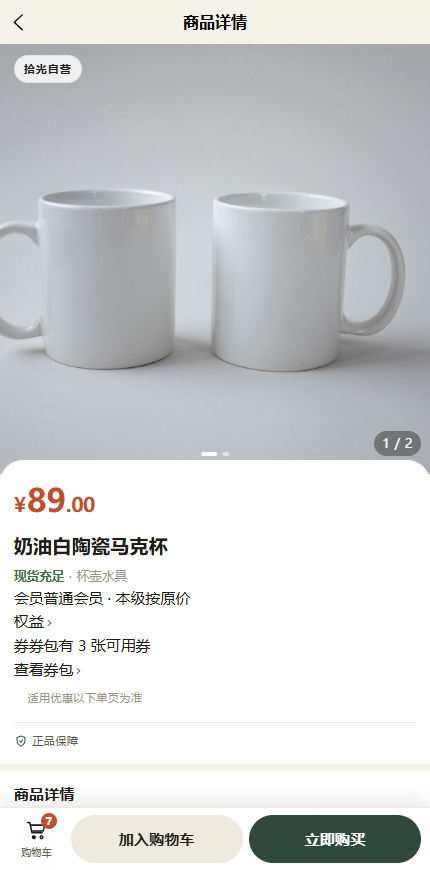 商品详情
拾光自营
1 / 2
¥89.00
奶油白陶瓷马克杯
现货充足 · 杯壶水具
会员普通会员 · 本级按原价
权益 ›
券券包有 3 张可用券
查看券包 ›
适用优惠以下单页为准
正品保障
商品详情
7
购物车
加入购物车
立即购买